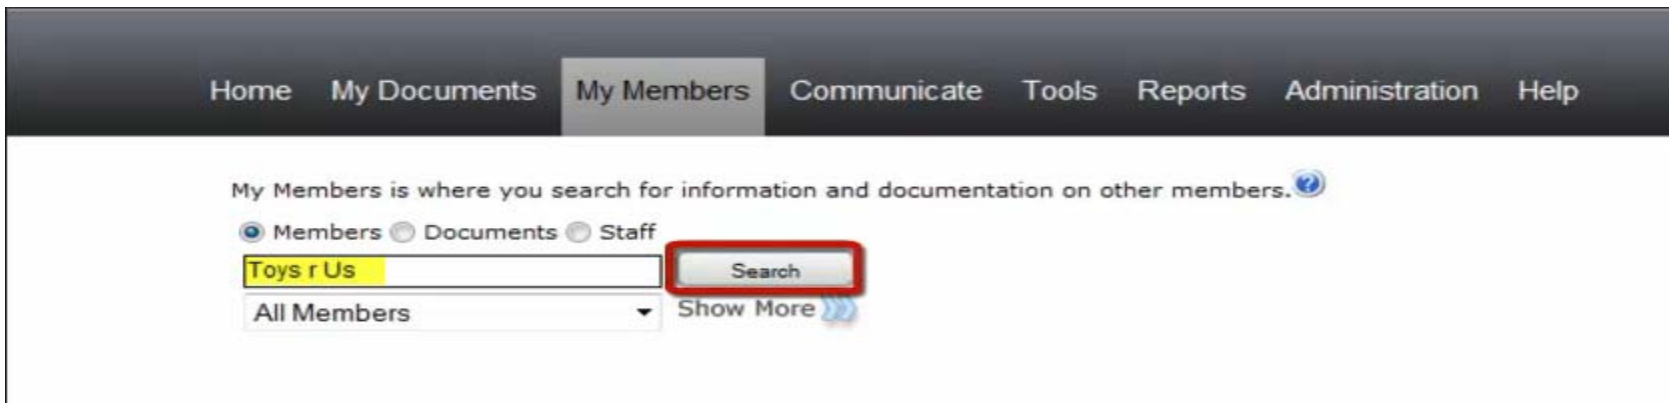 Home My Documents My Members Communicate Tools Reports Administration Help
My Members is where you search for information and documentation on other members.
Members Documents Staff
Toys r Us Search
All Members Show More